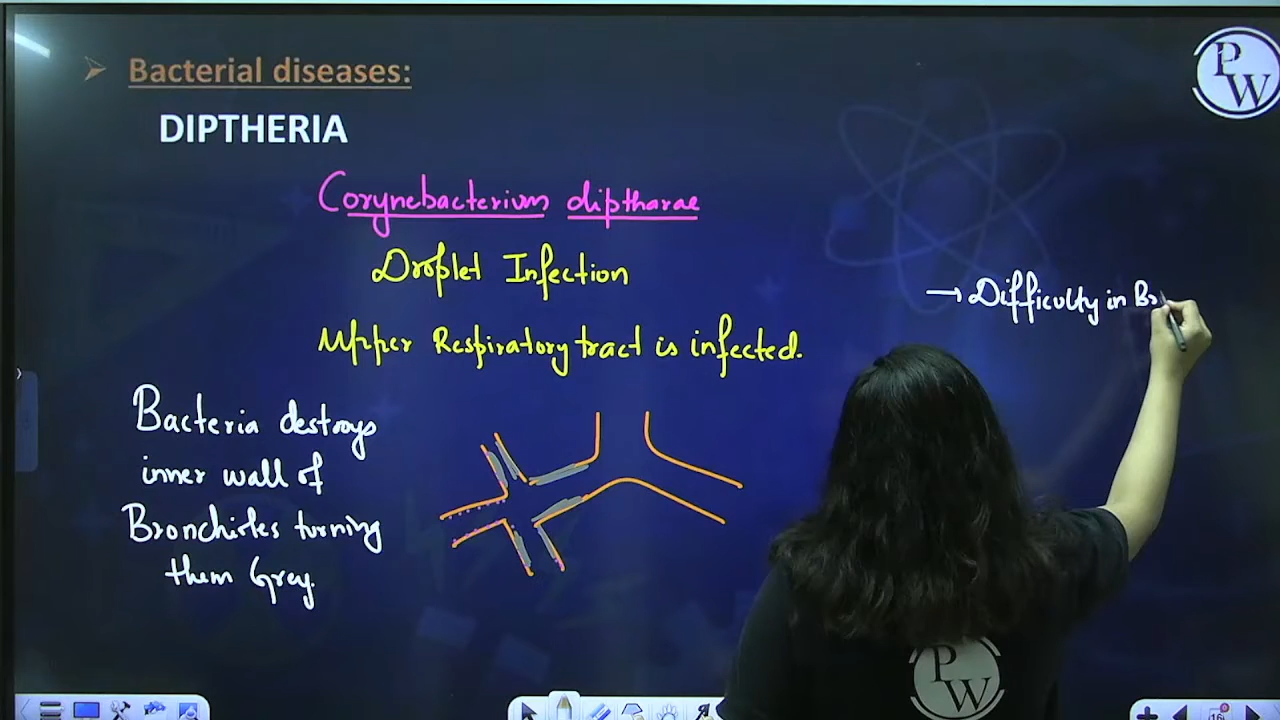 Bacterial diseases:
DIPTHERIA
Corynebacterium diptharae
Droplet Infection
Upper Respiratory tract is infected.
Bacteria destroys
inner wall of
Bronchioles turning
them Grey.
→ Difficulty in Br
PW
PW